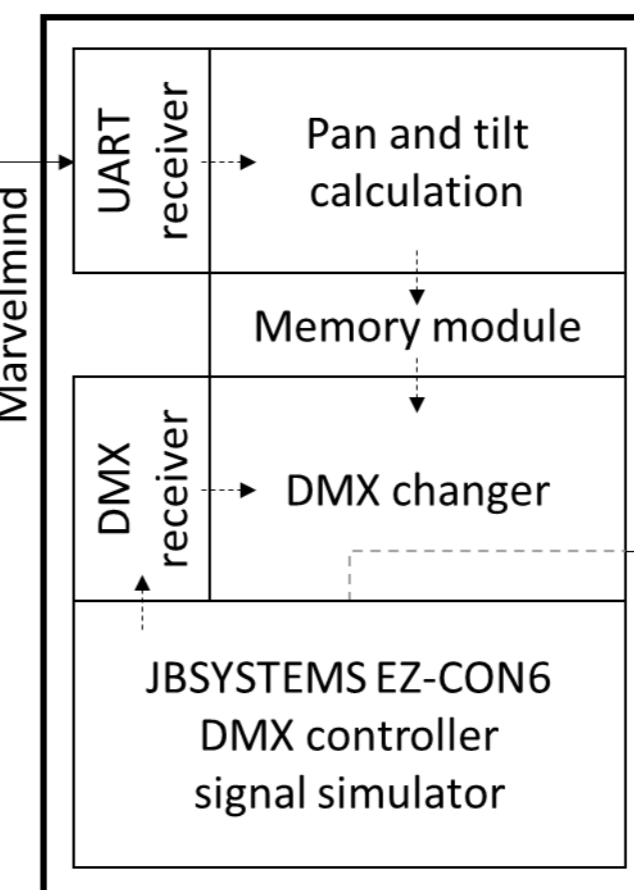 Marvelmind
UART
receiver
Pan and tilt
calculation
Memory module
DMX
receiver
DMX changer
JBSYSTEMS EZ-CON6
DMX controller
signal simulator